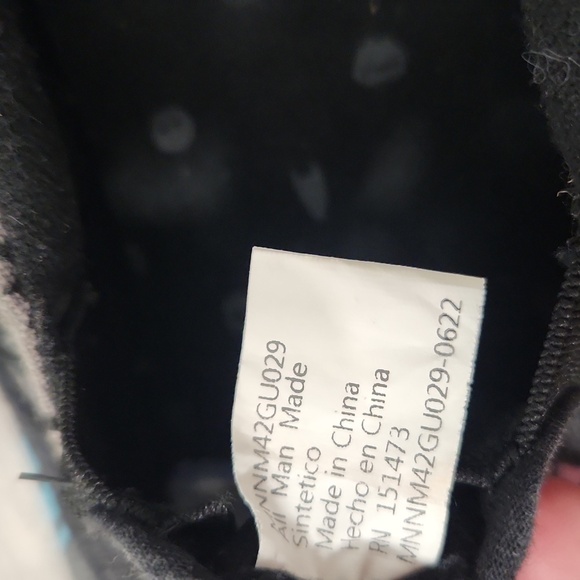 MNNM42GU029
All Man Made
Sintetico
Made in China
Hecho en China
RN 151473
MNNM42GU029-0622